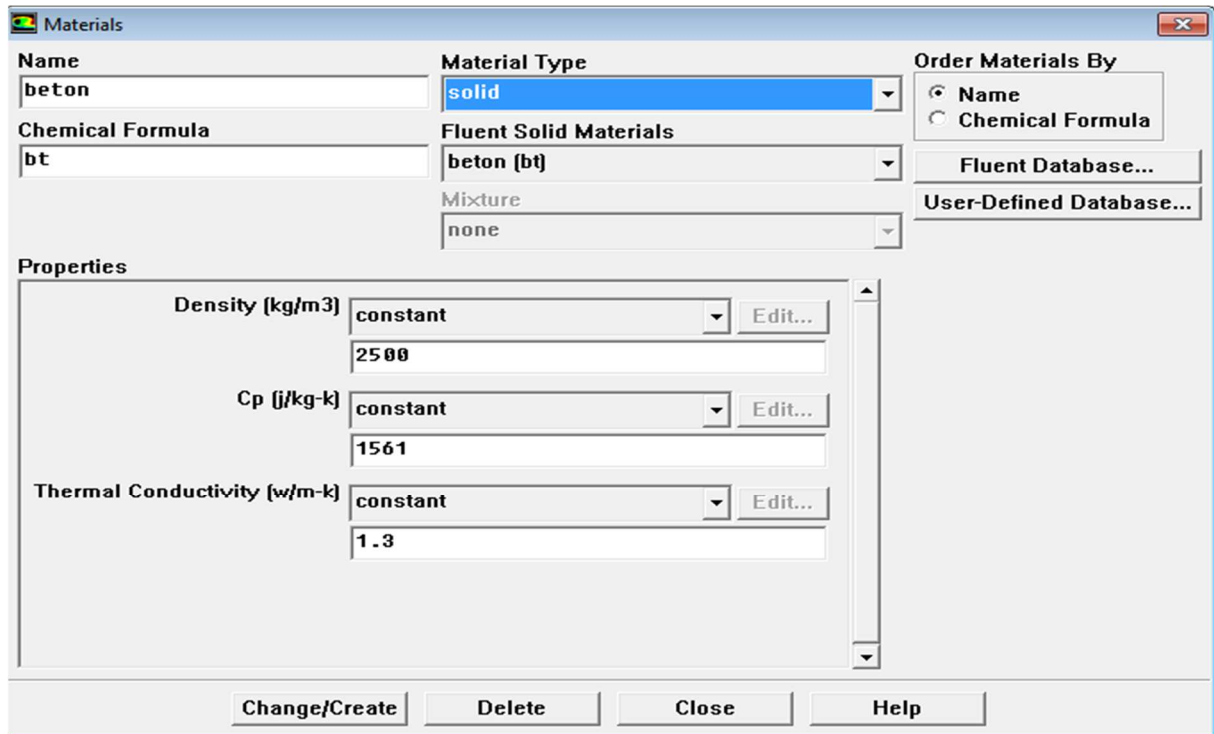 Materials
Name
beton
Chemical Formula
bt
Material Type
solid
Fluent Solid Materials
beton (bt)
Mixture
none
Order Materials By
Name
Chemical Formula
Fluent Database...
User-Defined Database...
Properties
Density (kg/m3)
constant
Edit...
2500
Cp (j/kg-k)
constant
Edit...
1561
Thermal Conductivity (w/m-k)
constant
Edit...
1.3
Change/Create
Delete
Close
Help